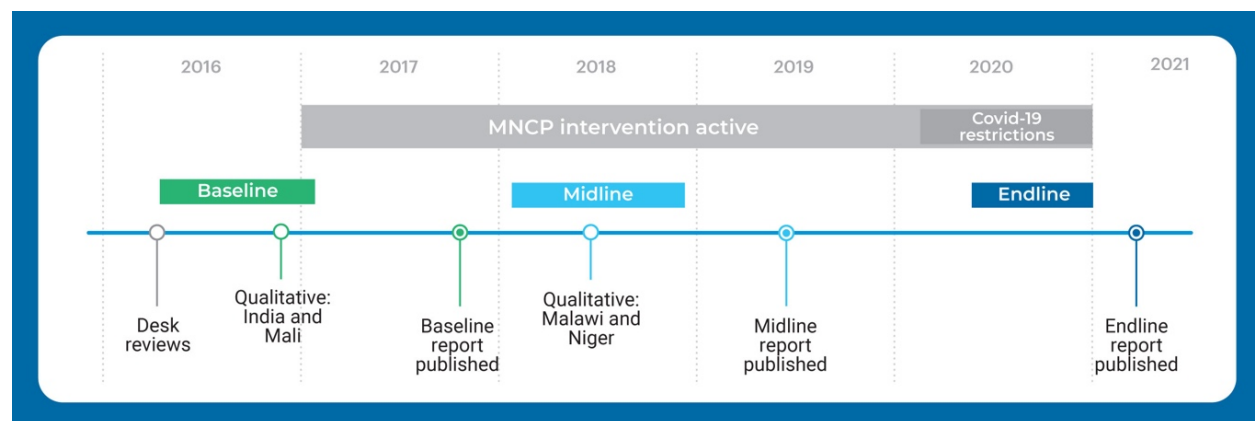 2016
2017
2018
2019
2020
2021
MNCP intervention active
Covid-19
restrictions
Baseline
Midline
Endline
Desk
reviews
Qualitative:
India and
Mali
Baseline
report
published
Qualitative:
Malawi and
Niger
Midline
report
published
Endline
report
published